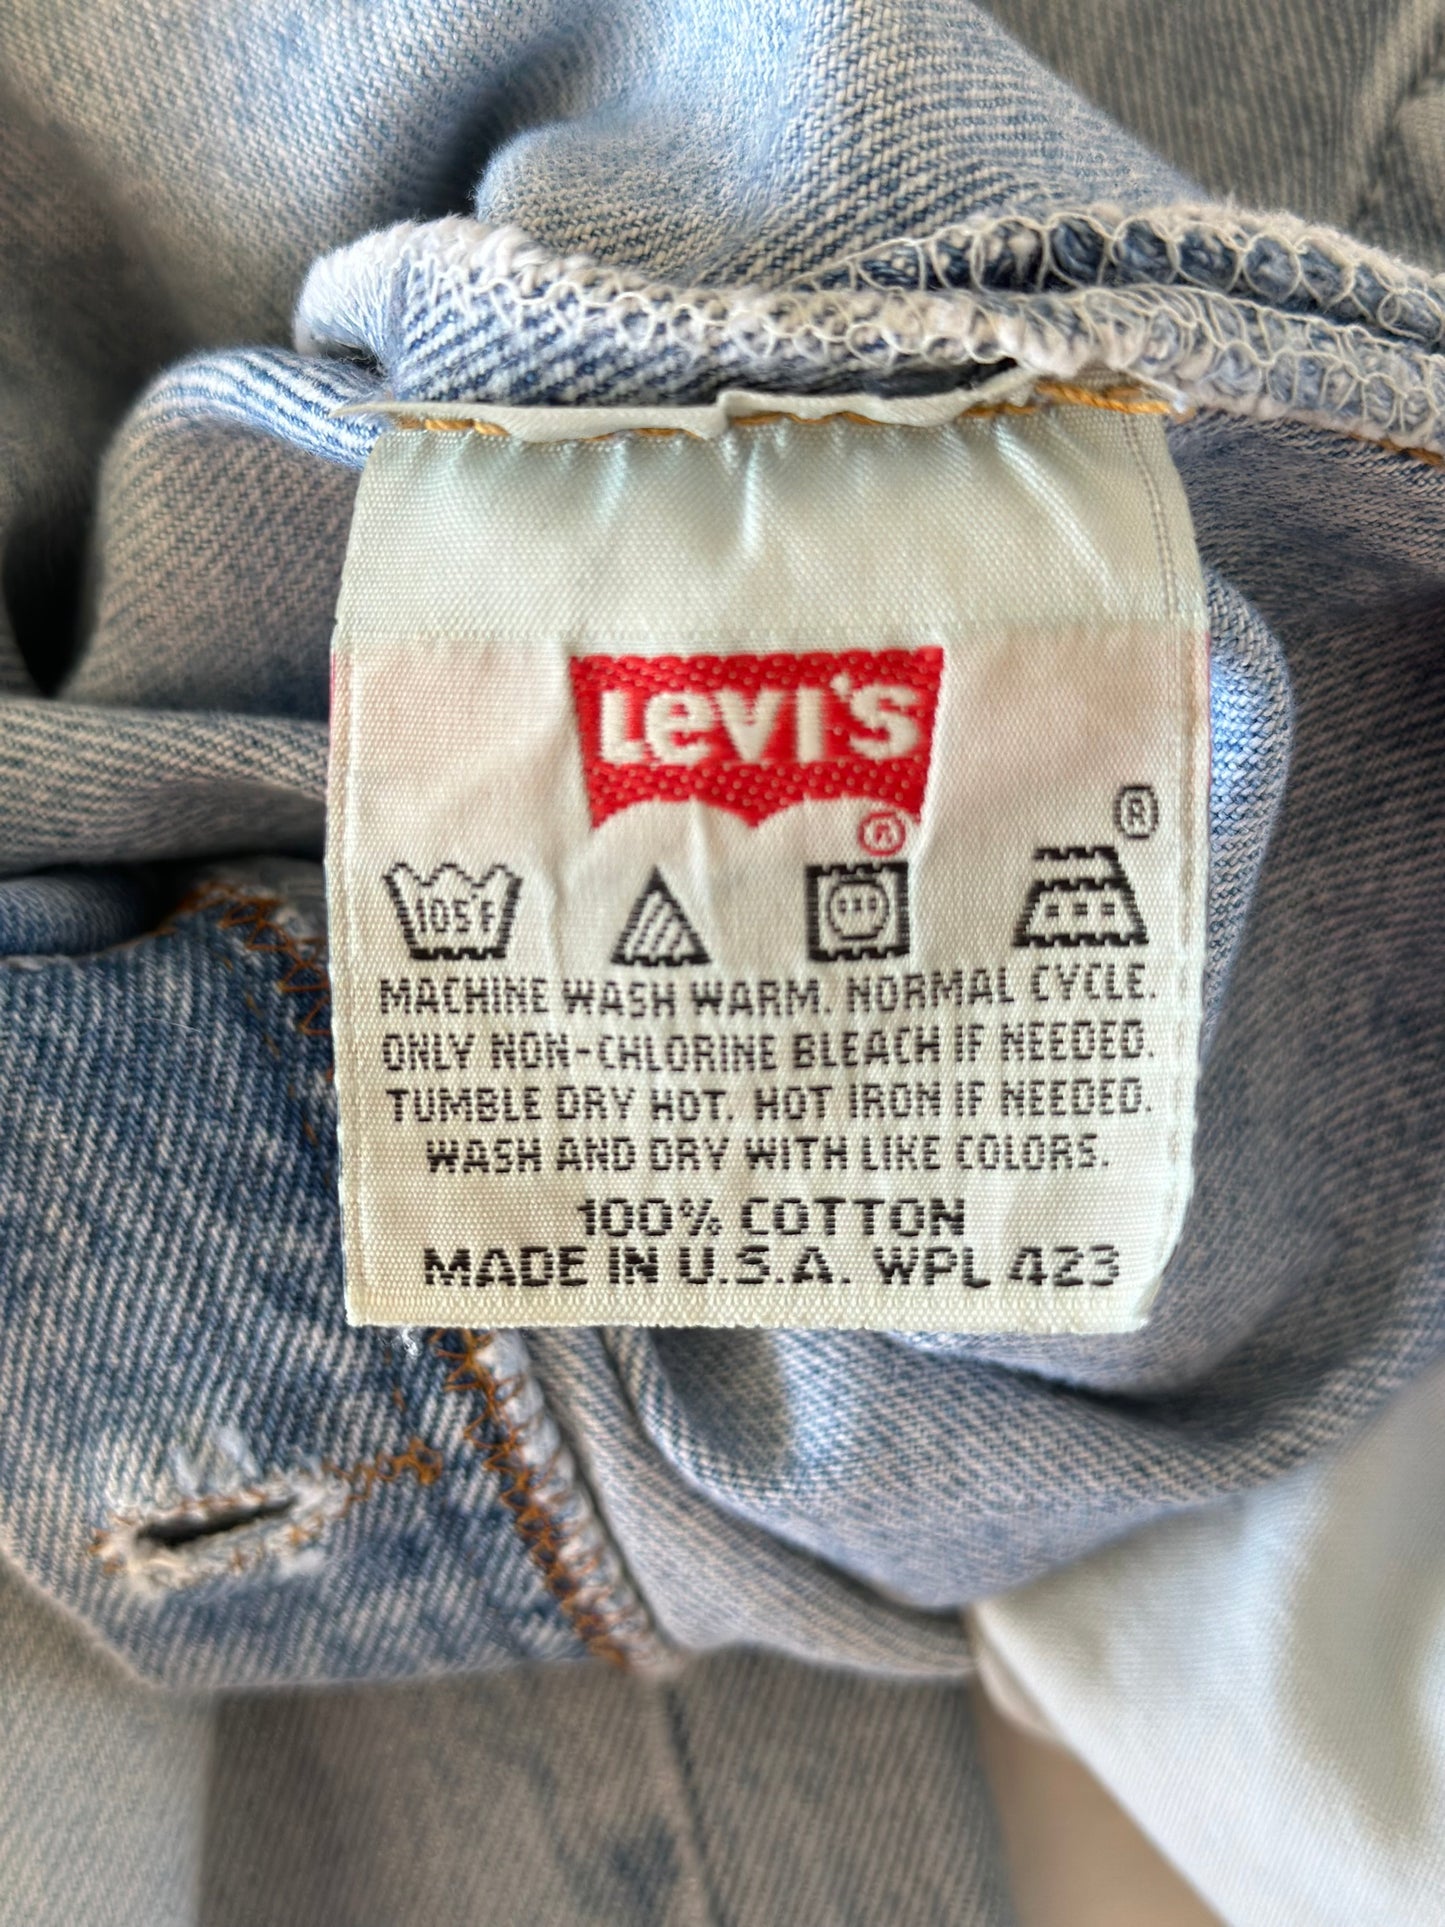 Levi's
®
®
105°F
MACHINE WASH WARM. NORMAL CYCLE.
ONLY NON-CHLORINE BLEACH IF NEEDED.
TUMBLE DRY HOT. HOT IRON IF NEEDED.
WASH AND DRY WITH LIKE COLORS.
100% COTTON
MADE IN U.S.A. WPL 423